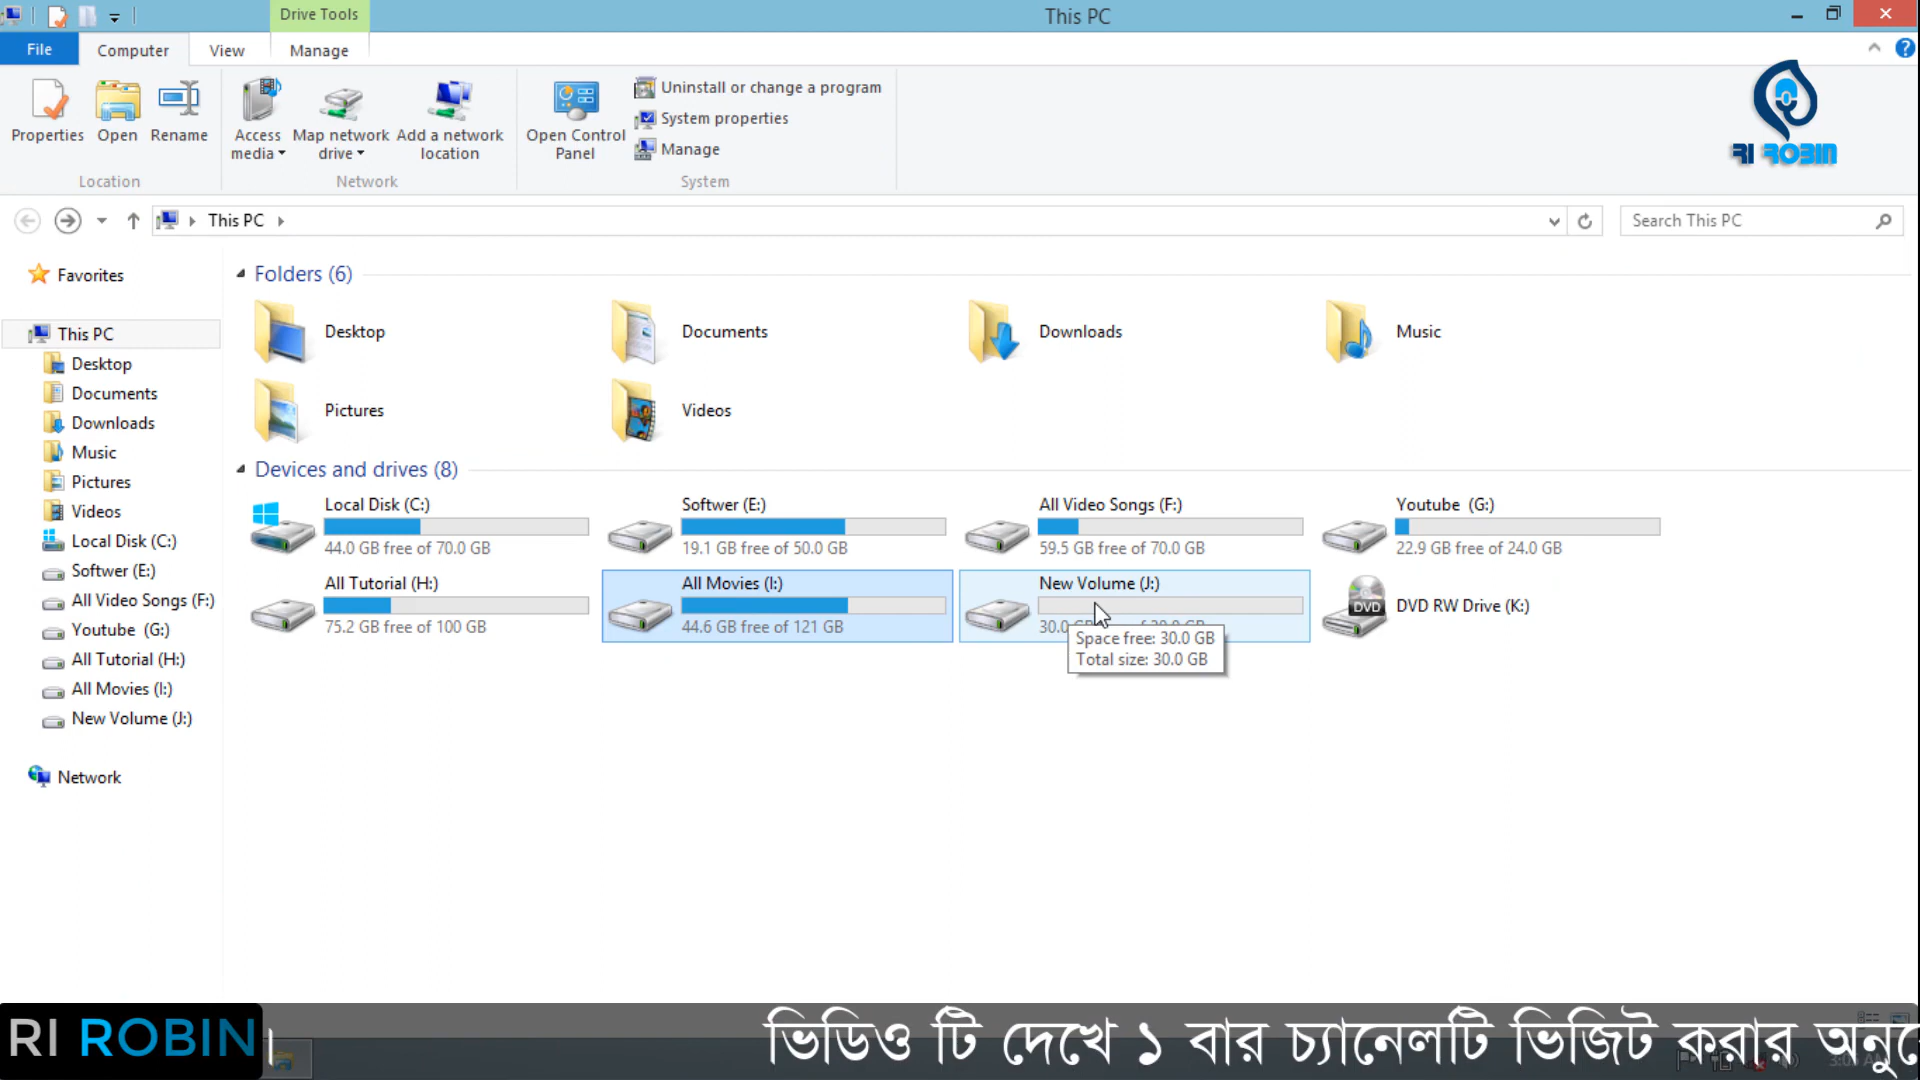 Drive Tools
This PC
File
Computer
View
Manage
Properties
Open
Rename
Access media
Map network drive
Add a network location
Open Control Panel
Uninstall or change a program
System properties
Manage
Location
Network
System
RI ROBIN
This PC
Search This PC
Favorites
This PC
Desktop
Documents
Downloads
Music
Pictures
Videos
Local Disk (C:)
Softwer (E:)
All Video Songs (F:)
Youtube (G:)
All Tutorial (H:)
All Movies (I:)
New Volume (J:)
Network
Folders (6)
Desktop
Documents
Downloads
Music
Pictures
Videos
Devices and drives (8)
Local Disk (C:)
44.0 GB free of 70.0 GB
Softwer (E:)
19.1 GB free of 50.0 GB
All Video Songs (F:)
59.5 GB free of 70.0 GB
Youtube (G:)
22.9 GB free of 24.0 GB
All Tutorial (H:)
75.2 GB free of 100 GB
All Movies (I:)
44.6 GB free of 121 GB
New Volume (J:)
30.0
Space free: 30.0 GB
Total size: 30.0 GB
DVD
DVD RW Drive (K:)
RI ROBIN
। ভিডিও টি দেখে ১ বার চ্যানেলটি ভিজিট করার